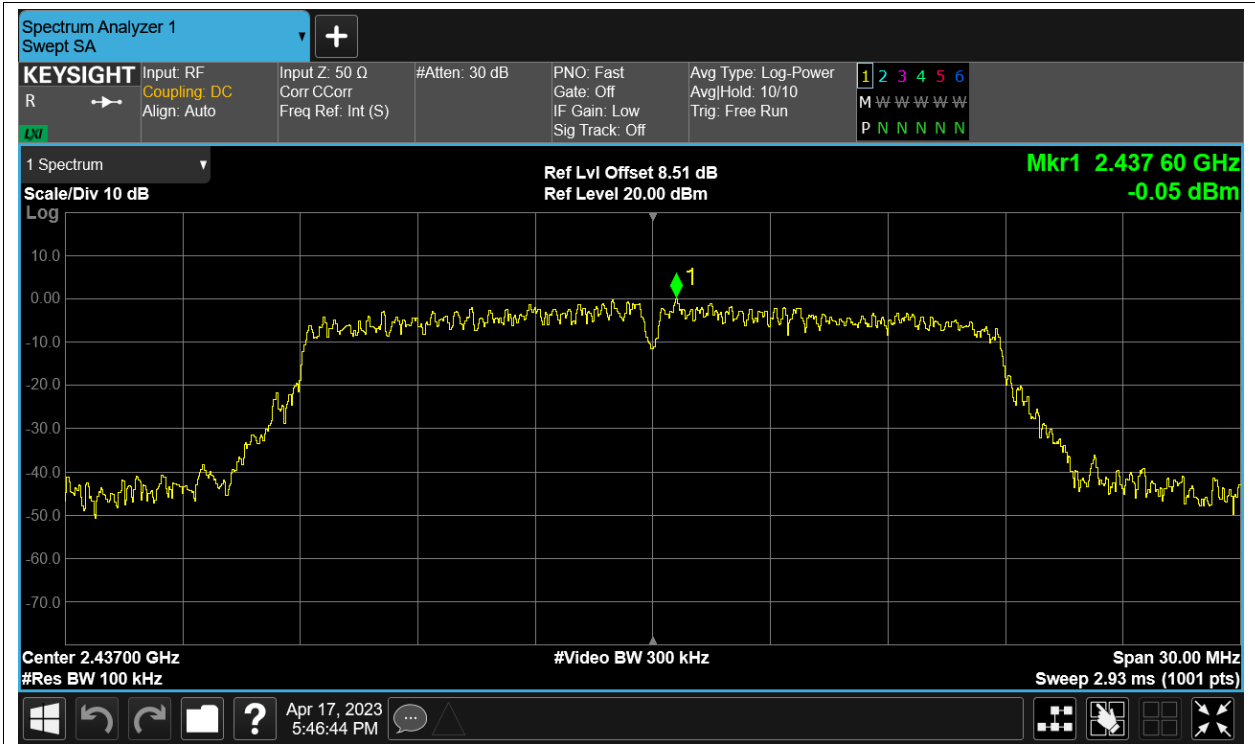 Spectrum Analyzer 1
Swept SA
+
KEYSIGHT
R
LXI
Input: RF
Coupling: DC
Align: Auto
Input Z: 50 Ω
Corr CCorr
Freq Ref: Int (S)
#Atten: 30 dB
PNO: Fast
Gate: Off
IF Gain: Low
Sig Track: Off
Avg Type: Log-Power
Avg|Hold: 10/10
Trig: Free Run
1 2 3 4 5 6
M W W W W W
P N N N N N
1 Spectrum
Scale/Div 10 dB
Log
Ref Lvl Offset 8.51 dB
Ref Level 20.00 dBm
Mkr1 2.437 60 GHz
-0.05 dBm
10.0
0.00
-10.0
-20.0
-30.0
-40.0
-50.0
-60.0
-70.0
1
Center 2.43700 GHz
#Res BW 100 kHz
#Video BW 300 kHz
Span 30.00 MHz
Sweep 2.93 ms (1001 pts)
?
Apr 17, 2023
5:46:44 PM